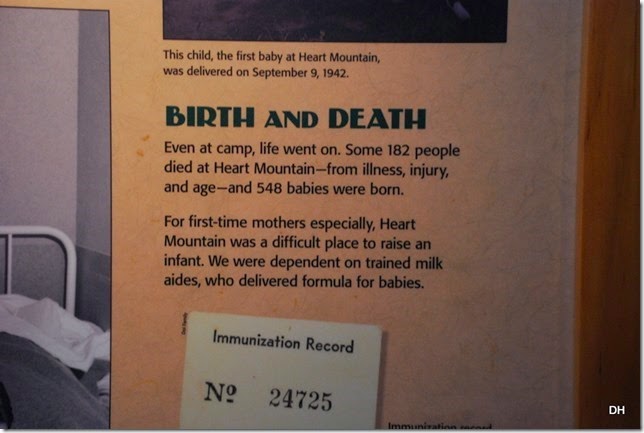 This child, the first baby at Heart Mountain,
was delivered on September 9, 1942.
BIRTH AND DEATH
Even at camp, life went on. Some 182 people
died at Heart Mountain—from illness, injury,
and age—and 548 babies were born.
For first-time mothers especially, Heart
Mountain was a difficult place to raise an
infant. We were dependent on trained milk
aides, who delivered formula for babies.
Immunization Record
Nº 24725
Immunization record
DH